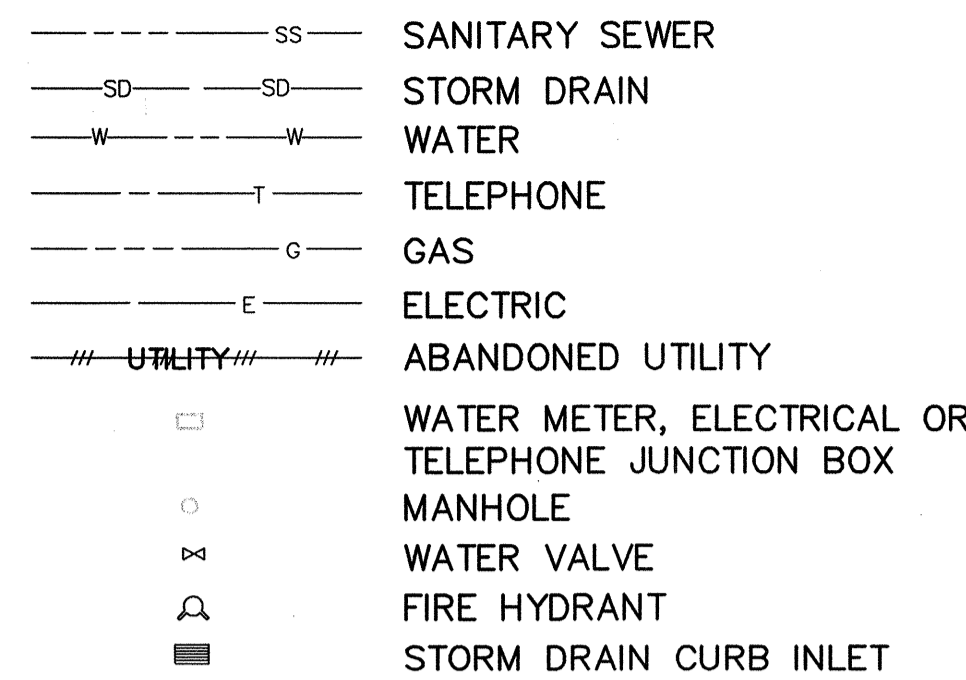 SS SANITARY SEWER
SD SD STORM DRAIN
W W WATER
T TELEPHONE
G GAS
E ELECTRIC
UTILITY ABANDONED UTILITY
WATER METER, ELECTRICAL OR
TELEPHONE JUNCTION BOX
MANHOLE
WATER VALVE
FIRE HYDRANT
STORM DRAIN CURB INLET